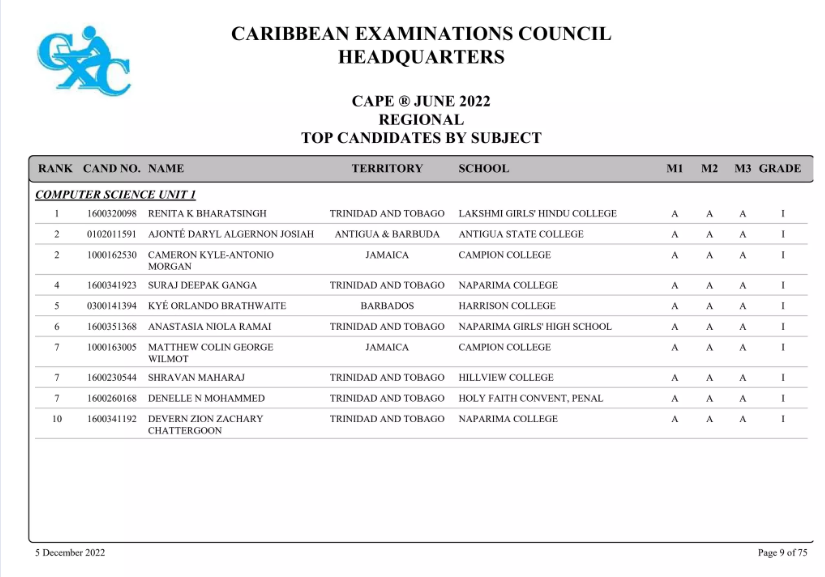 CXC
CARIBBEAN EXAMINATIONS COUNCIL
HEADQUARTERS
CAPE ® JUNE 2022
REGIONAL
TOP CANDIDATES BY SUBJECT
RANK CAND NO. NAME TERRITORY SCHOOL M1 M2 M3 GRADE
COMPUTER SCIENCE UNIT 1
1 1600320098 RENITA K BHARATSINGH TRINIDAD AND TOBAGO LAKSHMI GIRLS' HINDU COLLEGE A A A I
2 0102011591 AJONTÉ DARYL ALGERNON JOSIAH ANTIGUA & BARBUDA ANTIGUA STATE COLLEGE A A A I
2 1000162530 CAMERON KYLE-ANTONIO JAMAICA CAMPION COLLEGE A A A I
MORGAN
4 1600341923 SURAJ DEEPAK GANGA TRINIDAD AND TOBAGO NAPARIMA COLLEGE A A A I
5 0300141394 KYÉ ORLANDO BRATHWAITE BARBADOS HARRISON COLLEGE A A A I
6 1600351368 ANASTASIA NIOLA RAMAI TRINIDAD AND TOBAGO NAPARIMA GIRLS' HIGH SCHOOL A A A I
7 1000163005 MATTHEW COLIN GEORGE JAMAICA CAMPION COLLEGE A A A I
WILMOT
7 1600230544 SHRAVAN MAHARAJ TRINIDAD AND TOBAGO HILLVIEW COLLEGE A A A I
7 1600260168 DENELLE N MOHAMMED TRINIDAD AND TOBAGO HOLY FAITH CONVENT, PENAL A A A I
10 1600341192 DEVERN ZION ZACHARY TRINIDAD AND TOBAGO NAPARIMA COLLEGE A A A I
CHATTERGOON
5 December 2022 Page 9 of 75